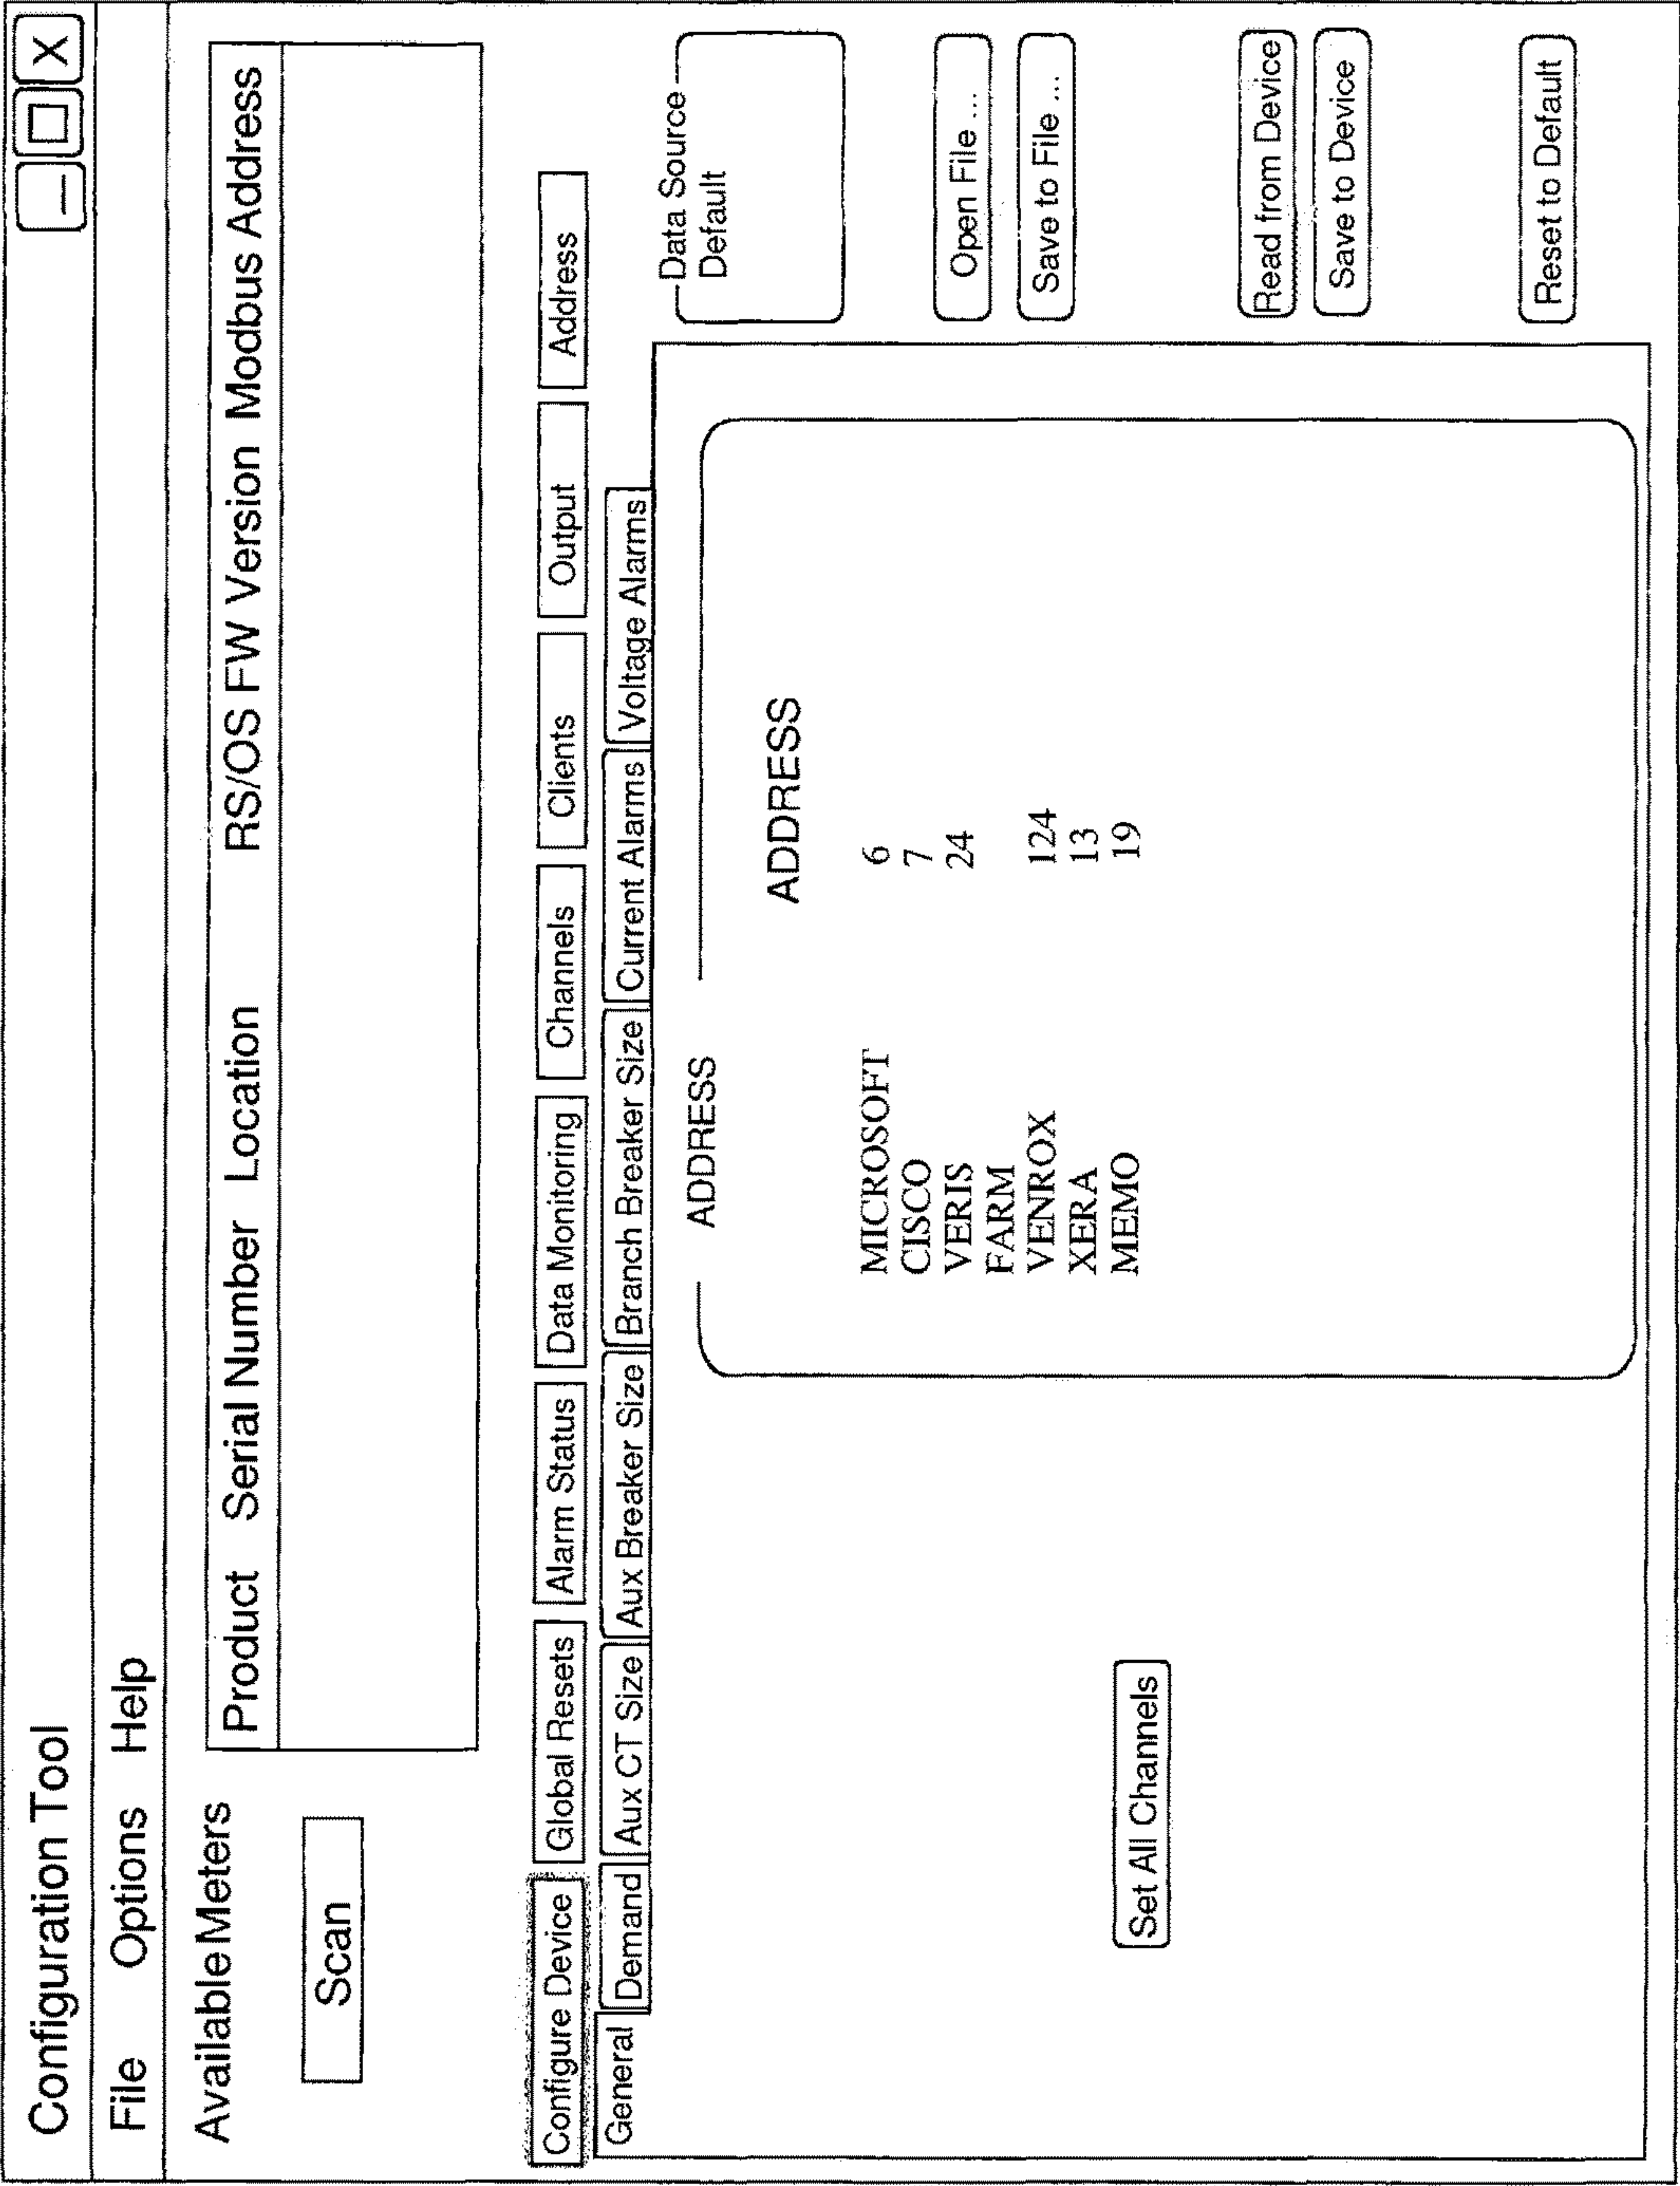 Configuration Tool
File Options Help
Available Meters
Product Serial Number Location RS/OS FW Version Modbus Address
Scan
Configure Device Global Resets Alarm Status Data Monitoring Channels Clients Output Address
General Demand Aux CT Size Aux Breaker Size Branch Breaker Size Current Alarms Voltage Alarms
Data Source
Default
ADDRESS
ADDRESS
MICROSOFT 6
CISCO 7
VERIS 24
FARM
VENROX 124
XERA 13
MEMO 19
Set All Channels
Open File ...
Save to File ...
Read from Device
Save to Device
Reset to Default